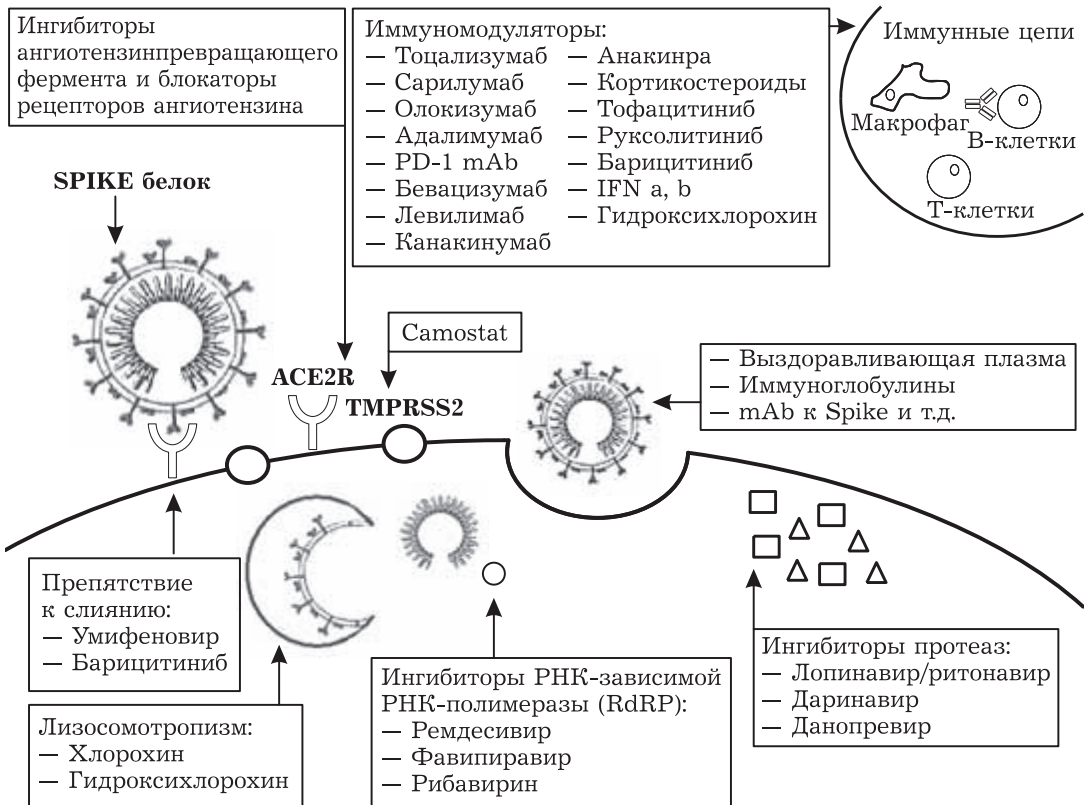 Ингибиторы
ангиотензинпревращающего
фермента и блокаторы
рецепторов ангиотензина
Иммуномодуляторы:
— Тоцализумаб
— Сарилумаб
— Олокизумаб
— Адалимумаб
— PD-1 mAb
— Бевацизумаб
— Левилимаб
— Канакинумаб
— Анакинра
— Кортикостероиды
— Тофацитиниб
— Руксолитиниб
— Барицитиниб
— IFN a, b
— Гидроксихлорохин
Иммунные цепи
Макрофаг
В-клетки
Т-клетки
SPIKE белок
Самостат
ACE2R
TMPRSS2
— Выздоравливающая плазма
— Иммуноглобулины
— mAb к Spike и т.д.
Препятствие
к слиянию:
— Умифеновир
— Барицитиниб
Лизосомотропизм:
— Хлорохин
— Гидроксихлорохин
Ингибиторы РНК-зависимой
РНК-полимеразы (RdRP):
— Ремдесивир
— Фавипиравир
— Рибавирин
Ингибиторы протеаз:
— Лопинавир/ритонавир
— Даринавир
— Данопревир